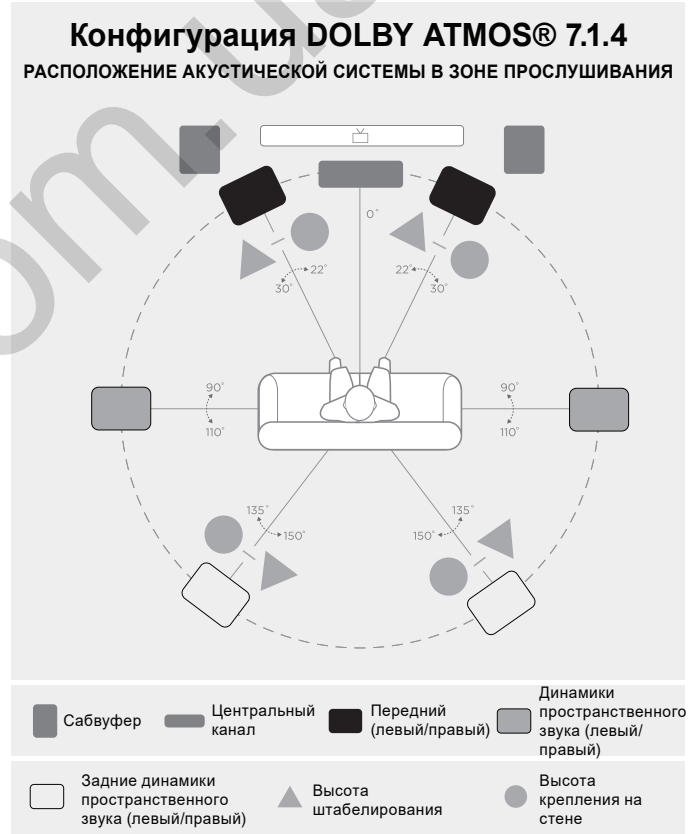 Конфигурация DOLBY ATMOS® 7.1.4
РАСПОЛОЖЕНИЕ АКУСТИЧЕСКОЙ СИСТЕМЫ В ЗОНЕ ПРОСЛУШИВАНИЯ
0°
22°
30°
22°
30°
90°
110°
90°
110°
135°
150°
135°
150°
Сабвуфер
Центральный
канал
Передний
(левый/правый)
Динамики
пространственного
звука (левый/
правый)
Задние динамики
пространственного
звука (левый/правый)
Высота
штабелирования
Высота
крепления на
стене